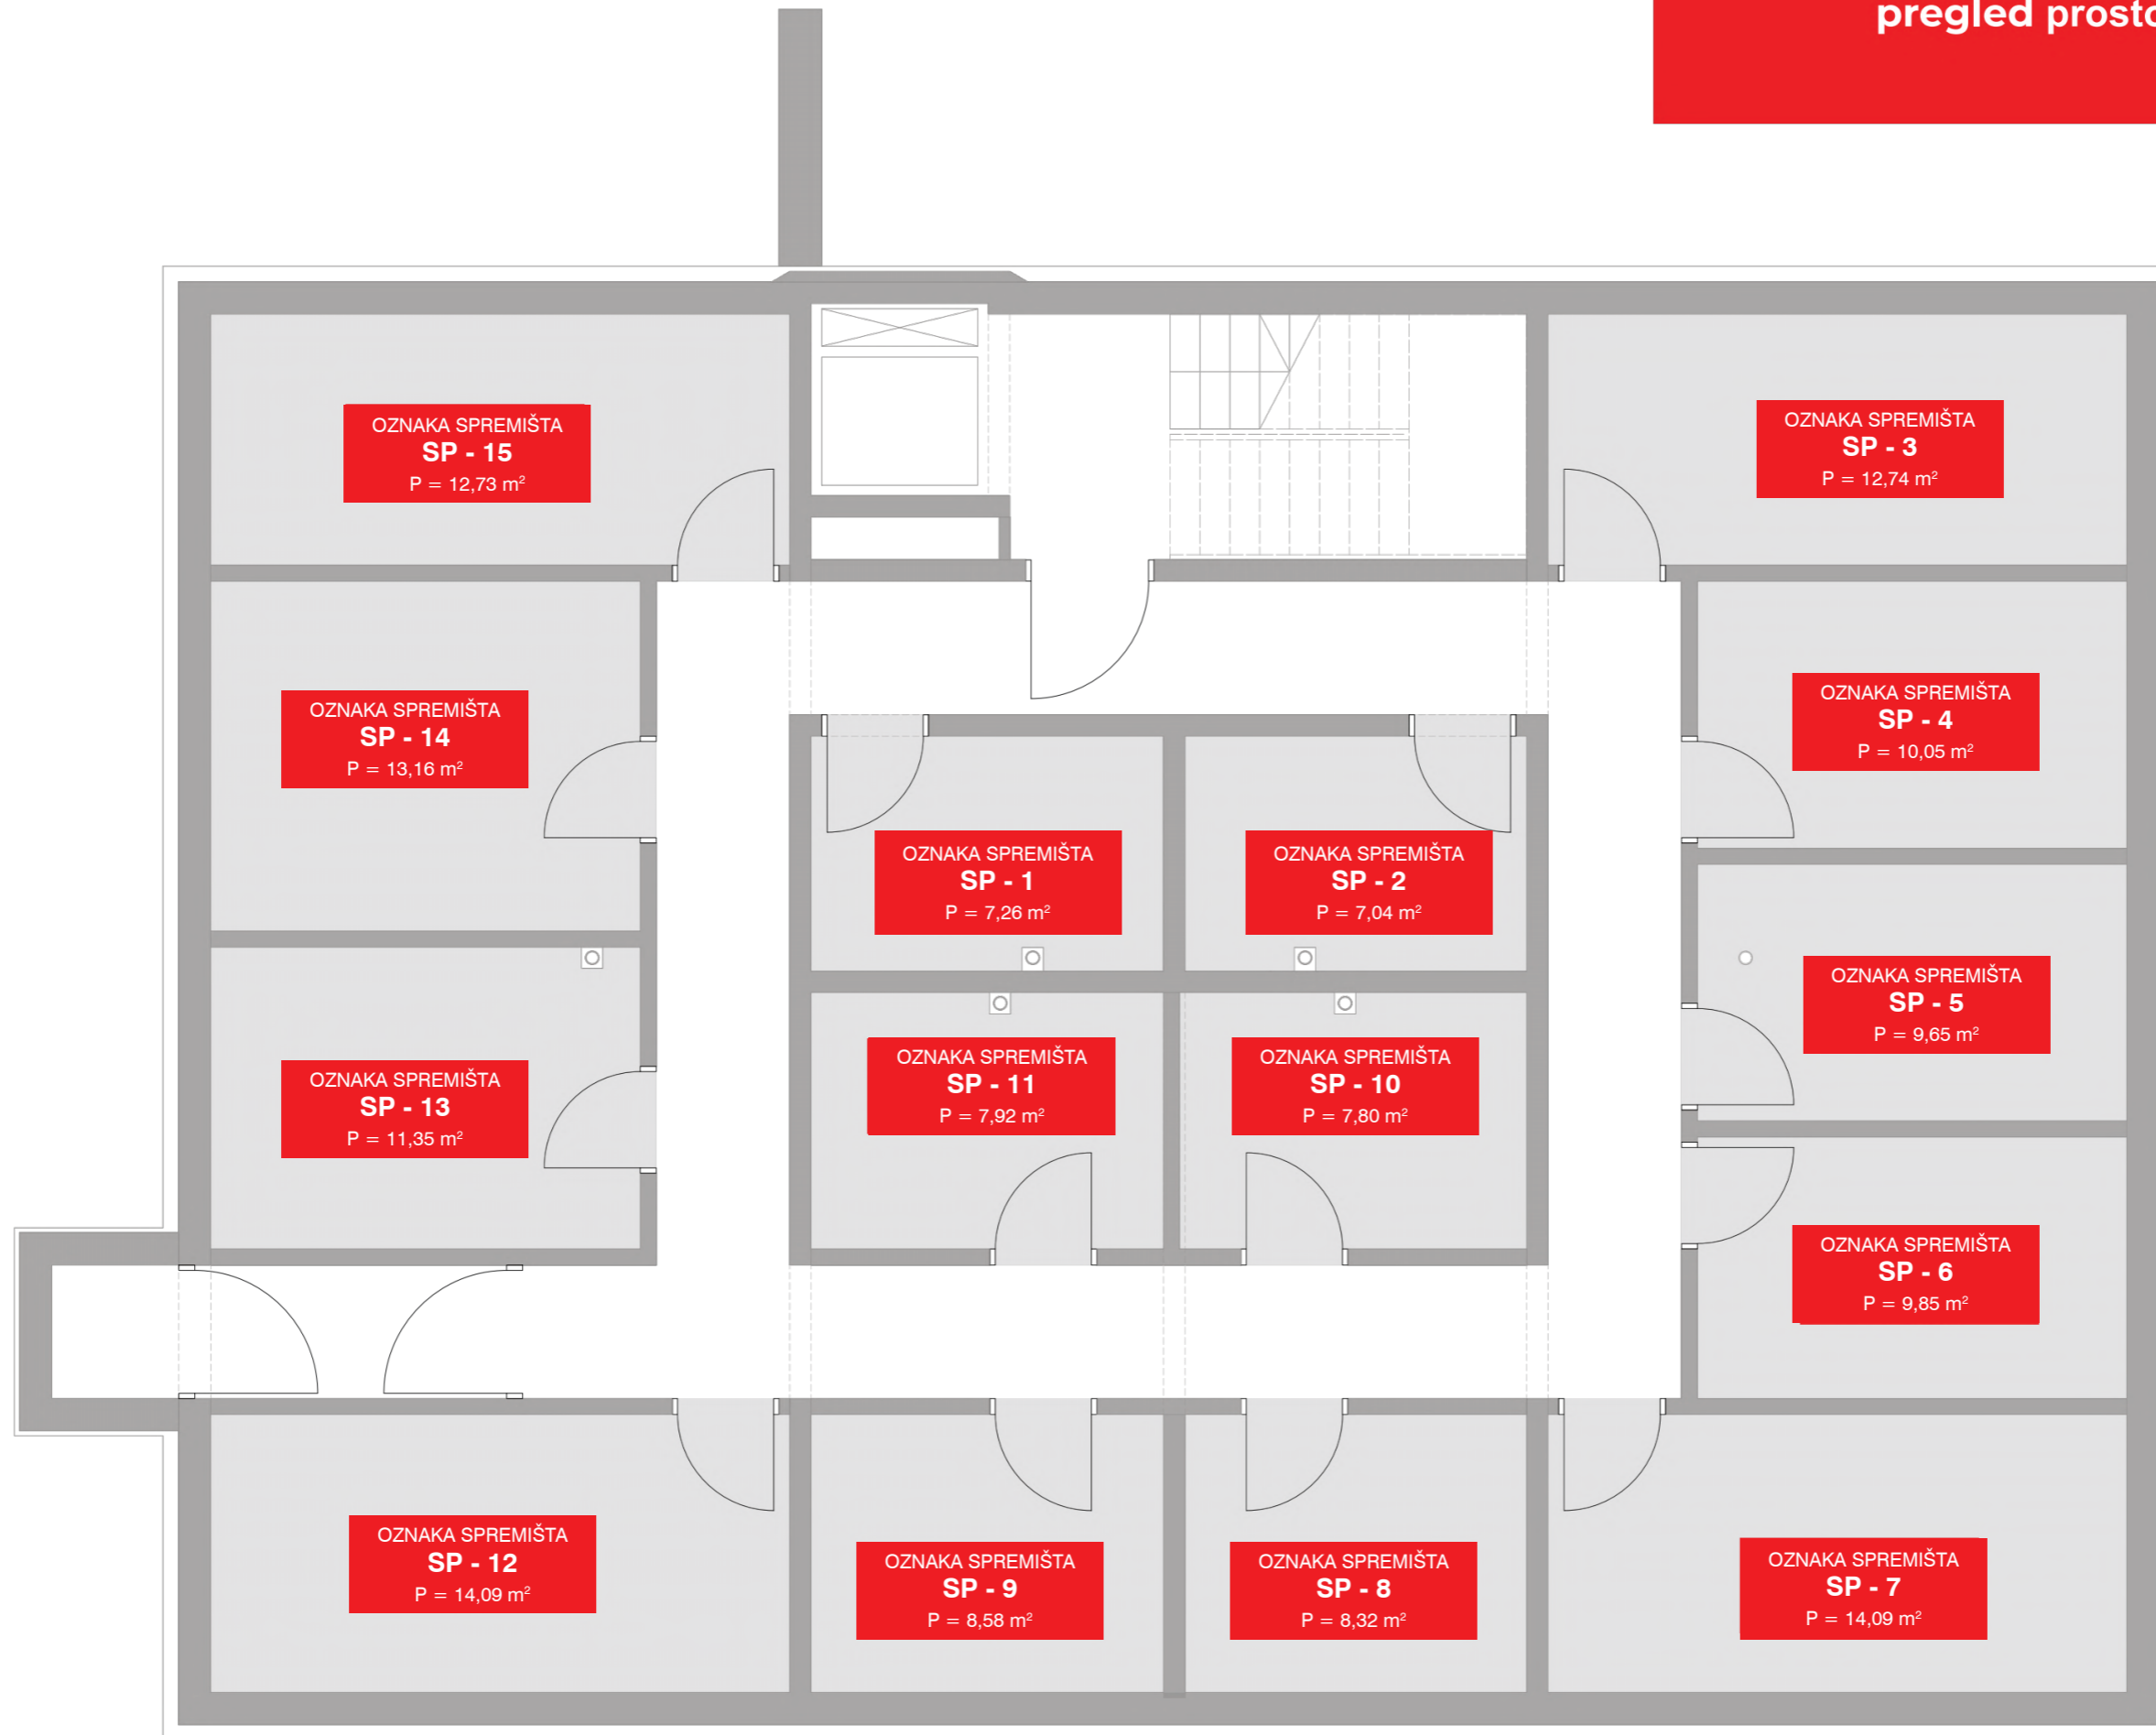 pregled
OZNAKA SPREMIŠTA
SP - 15
P = 12,73 m²
OZNAKA SPREMIŠTA
SP - 3
P = 12,74 m²
OZNAKA SPREMIŠTA
SP - 14
P = 13,16 m²
OZNAKA SPREMIŠTA
SP - 4
P = 10,05 m²
OZNAKA SPREMIŠTA
SP - 1
P = 7,26 m²
OZNAKA SPREMIŠTA
SP - 2
P = 7,04 m²
OZNAKA SPREMIŠTA
SP - 5
P = 9,65 m²
OZNAKA SPREMIŠTA
SP - 13
P = 11,35 m²
OZNAKA SPREMIŠTA
SP - 11
P = 7,92 m²
OZNAKA SPREMIŠTA
SP - 10
P = 7,80 m²
OZNAKA SPREMIŠTA
SP - 6
P = 9,85 m²
OZNAKA SPREMIŠTA
SP - 12
P = 14,09 m²
OZNAKA SPREMIŠTA
SP - 9
P = 8,58 m²
OZNAKA SPREMIŠTA
SP - 8
P = 8,32 m²
OZNAKA SPREMIŠTA
SP - 7
P = 14,09 m²